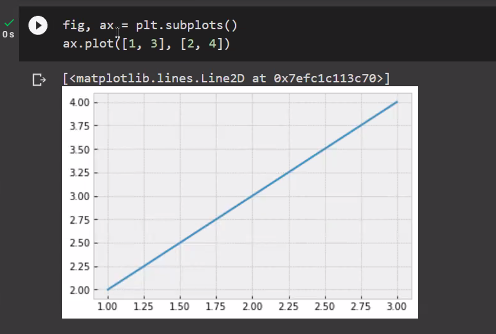 fig, ax = plt.subplots()
0s
ax.plot([1, 3], [2, 4])
[<matplotlib.lines.Line2D at 0x7efc1c113c70>]
4.00
3.75
3.50
3.25
3.00
2.75
2.50
2.25
2.00
1.00 1.25 1.50 1.75 2.00 2.25 2.50 2.75 3.00